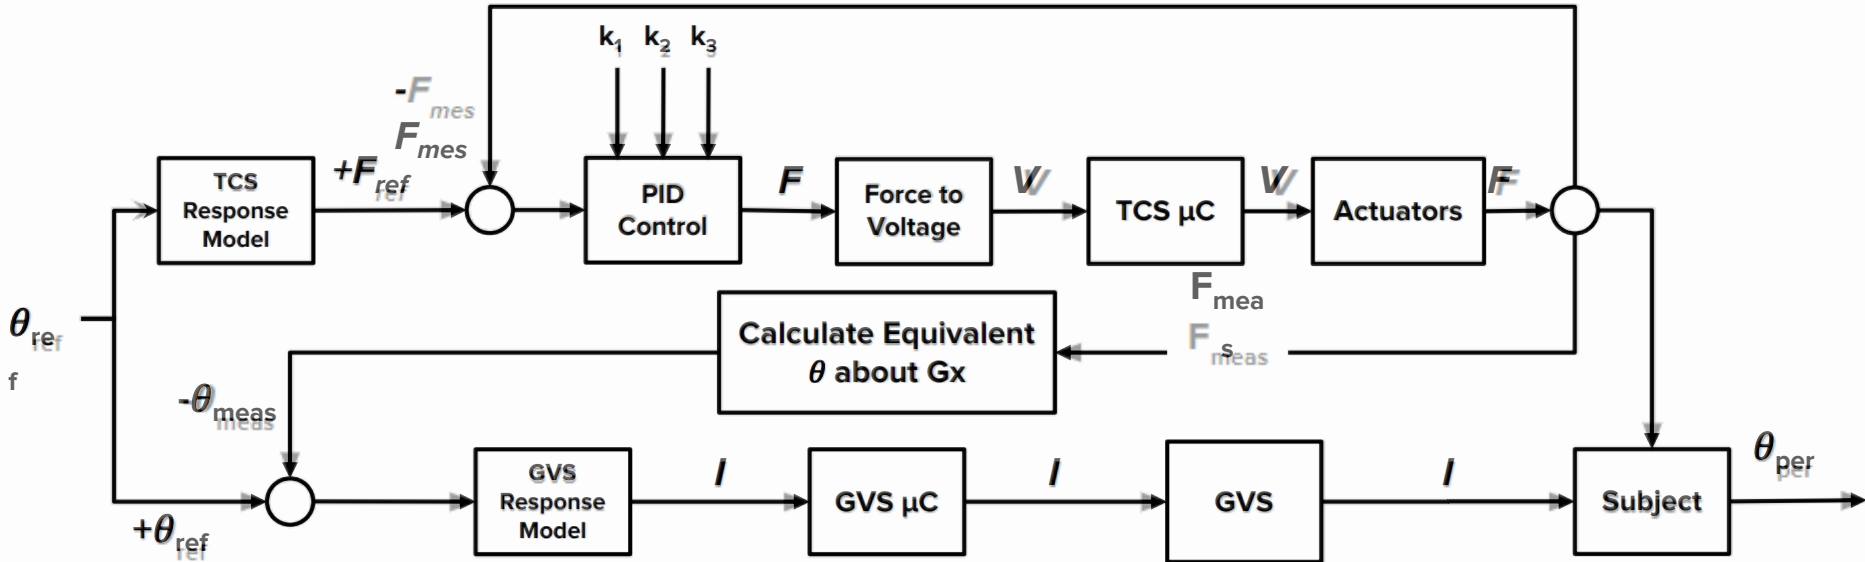 k₁ k₂ k₃
-F mes
F mes
+F ref
TCS
Response
Model
PID
Control
F
Force to
Voltage
V
TCS µC
V
Actuators
F
θ re
f
F mea
s
F meas
Calculate Equivalent
θ about Gx
-θ meas
+θ ref
GVS
Response
Model
I
GVS µC
I
GVS
I
Subject
θ per